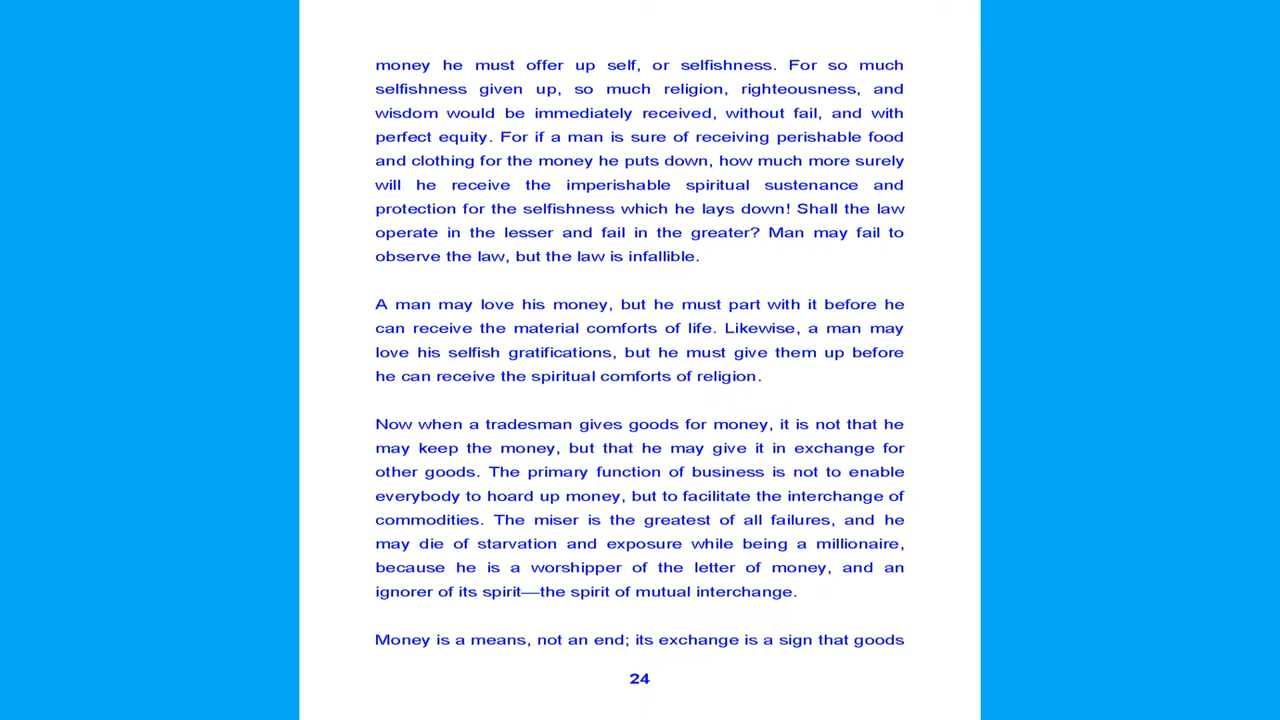 money he must offer up self, or selfishness. For so much
selfishness given up, so much religion, righteousness, and
wisdom would be immediately received, without fail, and with
perfect equity. For if a man is sure of receiving perishable food
and clothing for the money he puts down, how much more surely
will he receive the imperishable spiritual sustenance and
protection for the selfishness which he lays down! Shall the law
operate in the lesser and fail in the greater? Man may fail to
observe the law, but the law is infallible.
A man may love his money, but he must part with it before he
can receive the material comforts of life. Likewise, a man may
love his selfish gratifications, but he must give them up before
he can receive the spiritual comforts of religion.
Now when a tradesman gives goods for money, it is not that he
may keep the money, but that he may give it in exchange for
other goods. The primary function of business is not to enable
everybody to hoard up money, but to facilitate the interchange of
commodities. The miser is the greatest of all failures, and he
may die of starvation and exposure while being a millionaire,
because he is a worshipper of the letter of money, and an
ignorer of its spirit—the spirit of mutual interchange.
Money is a means, not an end; its exchange is a sign that goods
24